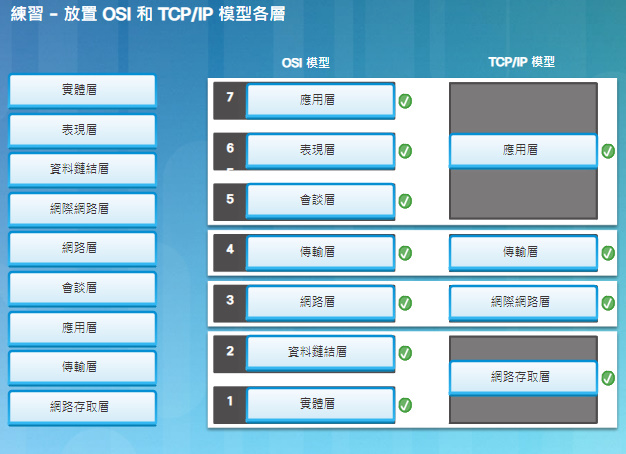 練習 – 放置 OSI 和 TCP/IP 模型各層
OSI 模型
TCP/IP 模型
實體層
表現層
資料鏈結層
網際網路層
網路層
會談層
應用層
傳輸層
網路存取層
7 應用層
6 表現層
應用層
5 會談層
4 傳輸層
傳輸層
3 網路層
網際網路層
2 資料鏈結層
網路存取層
1 實體層